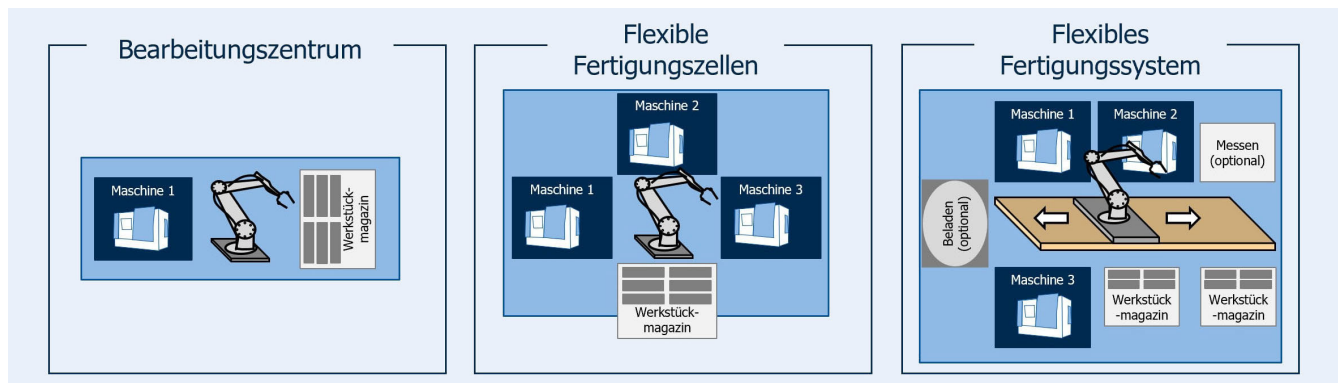 Bearbeitungszentrum
Maschine 1
Werkstück-
magazin
Flexible
Fertigungszellen
Maschine 2
Maschine 1
Maschine 3
Werkstück-
magazin
Flexibles
Fertigungssystem
Maschine 1
Maschine 2
Messen
(optional)
Beladen
(optional)
Maschine 3
Werkstück
-magazin
Werkstück
-magazin